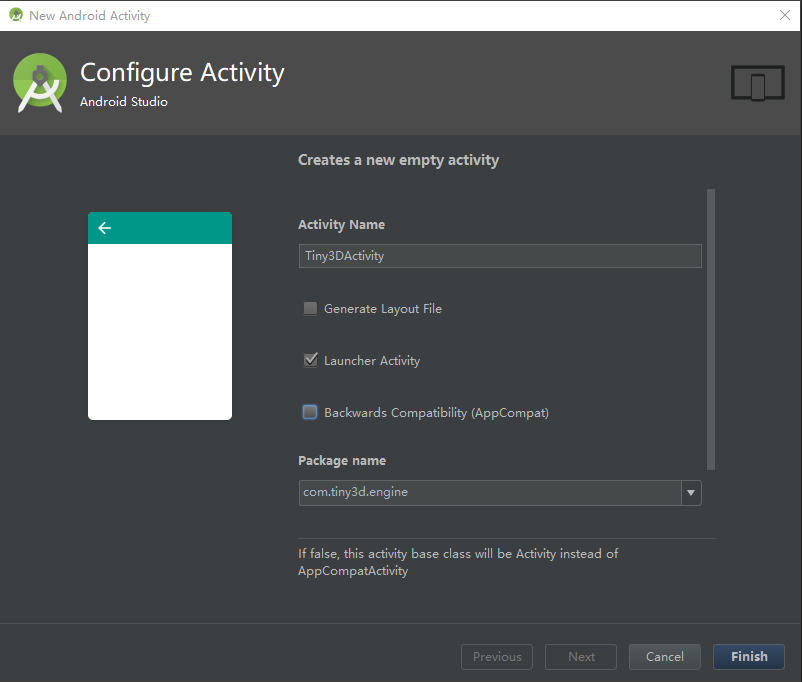 New Android Activity
Configure Activity
Android Studio
Creates a new empty activity
Activity Name
Tiny3DActivity
Generate Layout File
Launcher Activity
Backwards Compatibility (AppCompat)
Package name
com.tiny3d.engine
If false, this activity base class will be Activity instead of
AppCompatActivity
Previous
Next
Cancel
Finish